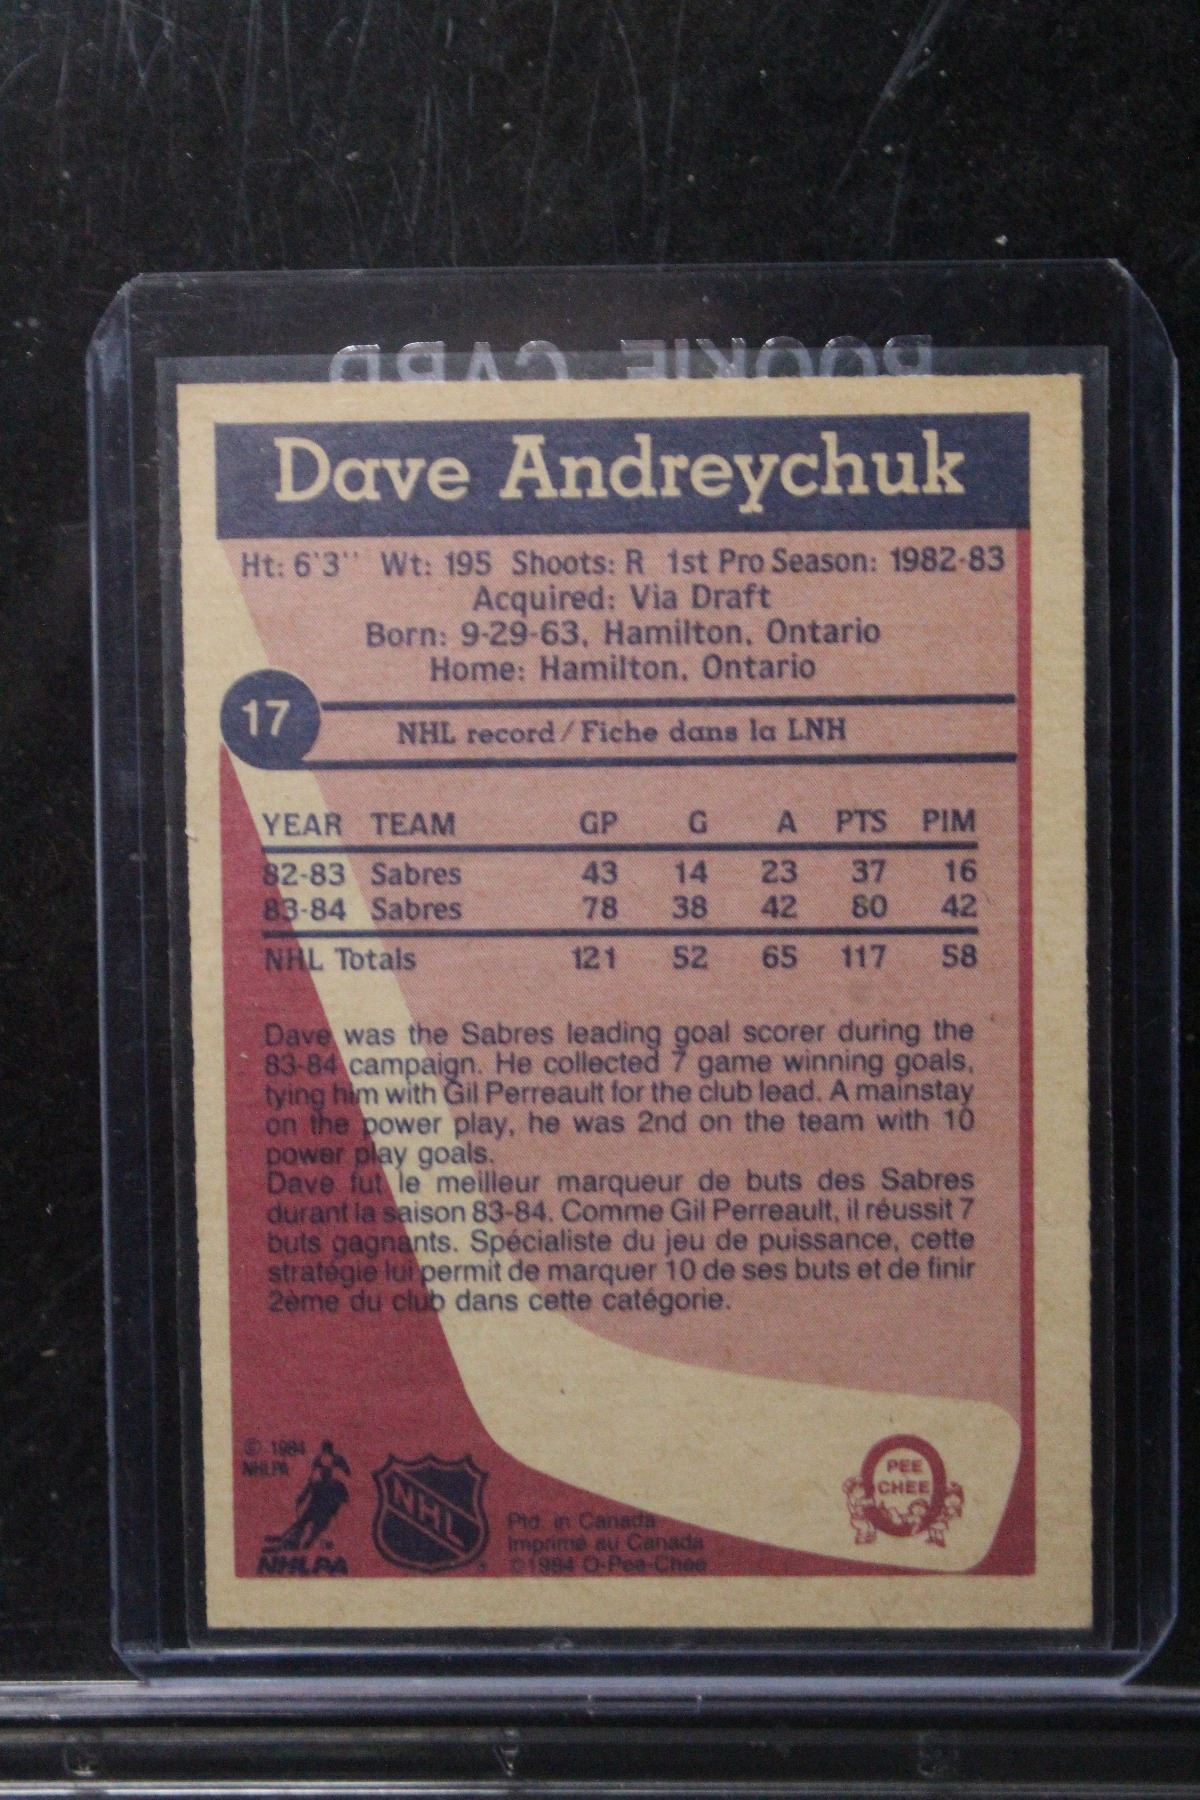 ROOKIE CARD
Dave Andreychuk
Ht: 6'3'' Wt: 195 Shoots: R 1st Pro Season: 1982-83
Acquired: Via Draft
Born: 9-29-63, Hamilton, Ontario
Home: Hamilton, Ontario
17
NHL record/Fiche dans la LNH
YEAR TEAM GP G A PTS PIM
82-83 Sabres 43 14 23 37 16
83-84 Sabres 78 38 42 80 42
NHL Totals 121 52 65 117 58
Dave was the Sabres leading goal scorer during the
83-84 campaign. He collected 7 game winning goals,
tying him with Gil Perreault for the club lead. A mainstay
on the power play, he was 2nd on the team with 10
power play goals.
Dave fut le meilleur marqueur de buts des Sabres
durant la saison 83-84. Comme Gil Perreault, il réussit 7
buts gagnants. Spécialiste du jeu de puissance, cette
stratégie lui permit de marquer 10 de ses buts et de finir
2ème du club dans cette catégorie.
© 1984
NHLPA
NHLPA
NHL
Ptd. in Canada
Imprimé au Canada
©1984 O-Pee-Chee
PEE
CHEE